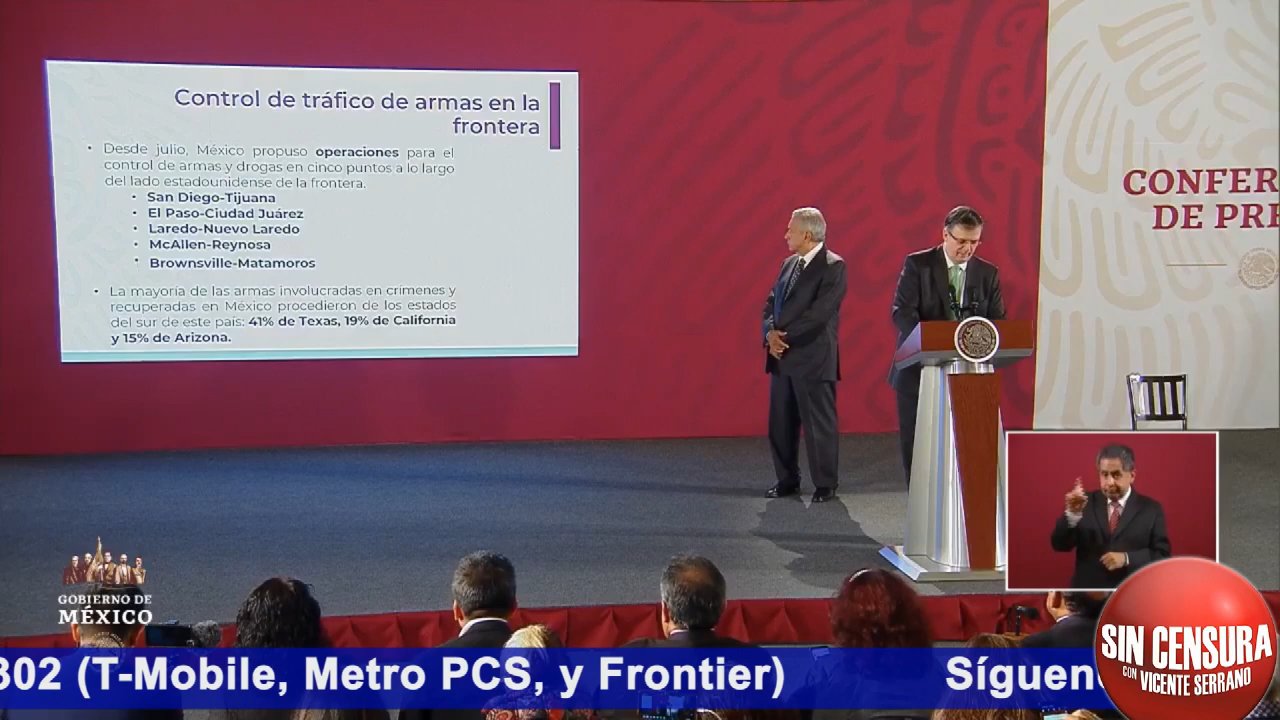 Control de tráfico de armas en la
frontera
• Desde julio, México propuso operaciones para el
control de armas y drogas en cinco puntos a lo largo
del lado estadounidense de la frontera.
• San Diego-Tijuana
• El Paso-Ciudad Juárez
• Laredo-Nuevo Laredo
• McAllen-Reynosa
• Brownsville-Matamoros
• La mayoría de las armas involucradas en crimenes y
recuperadas en México procedieron de los estados
del sur de este país: 41% de Texas, 19% de California
y 15% de Arizona.
CONFER
DE PRE
GOBIERNO DE
MÉXICO
302 (T-Mobile, Metro PCS, y Frontier)
Síguen
SIN CENSURA
CON
VICENTE SERRANO